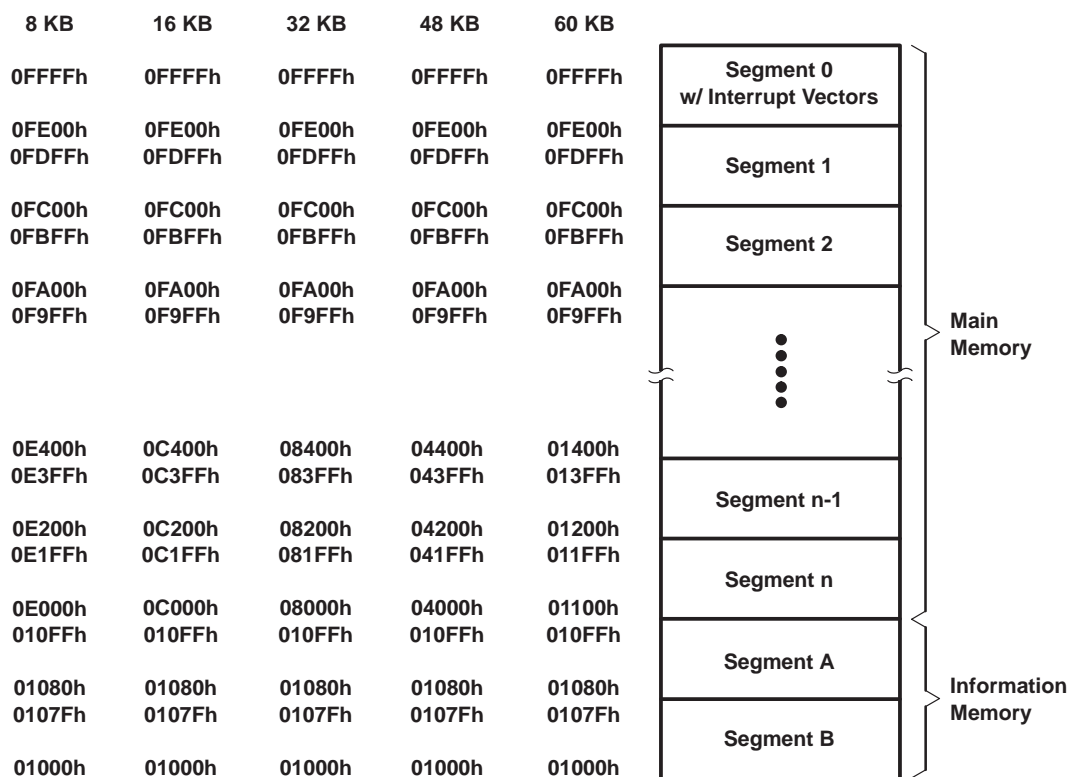 8 KB 16 KB 32 KB 48 KB 60 KB
0FFFFh 0FFFFh 0FFFFh 0FFFFh 0FFFFh
Segment 0
w/ Interrupt Vectors
0FE00h 0FE00h 0FE00h 0FE00h 0FE00h
0FDFFh 0FDFFh 0FDFFh 0FDFFh 0FDFFh
Segment 1
0FC00h 0FC00h 0FC00h 0FC00h 0FC00h
0FBFFh 0FBFFh 0FBFFh 0FBFFh 0FBFFh
Segment 2
0FA00h 0FA00h 0FA00h 0FA00h 0FA00h
0F9FFh 0F9FFh 0F9FFh 0F9FFh 0F9FFh
Main
Memory
0E400h 0C400h 08400h 04400h 01400h
0E3FFh 0C3FFh 083FFh 043FFh 013FFh
Segment n-1
0E200h 0C200h 08200h 04200h 01200h
0E1FFh 0C1FFh 081FFh 041FFh 011FFh
Segment n
0E000h 0C000h 08000h 04000h 01100h
010FFh 010FFh 010FFh 010FFh 010FFh
Segment A
01080h 01080h 01080h 01080h 01080h
0107Fh 0107Fh 0107Fh 0107Fh 0107Fh
Information
Memory
Segment B
01000h 01000h 01000h 01000h 01000h